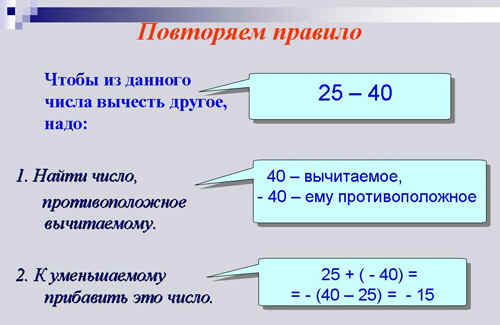 Повторяем правило
Чтобы из данного
числа вычесть другое,
надо:
25 – 40
1. Найти число,
противоположное
вычитаемому.
40 – вычитаемое,
- 40 – ему противоположное
2. К уменьшаемому
прибавить это число.
25 + ( - 40) =
= - (40 – 25) = - 15